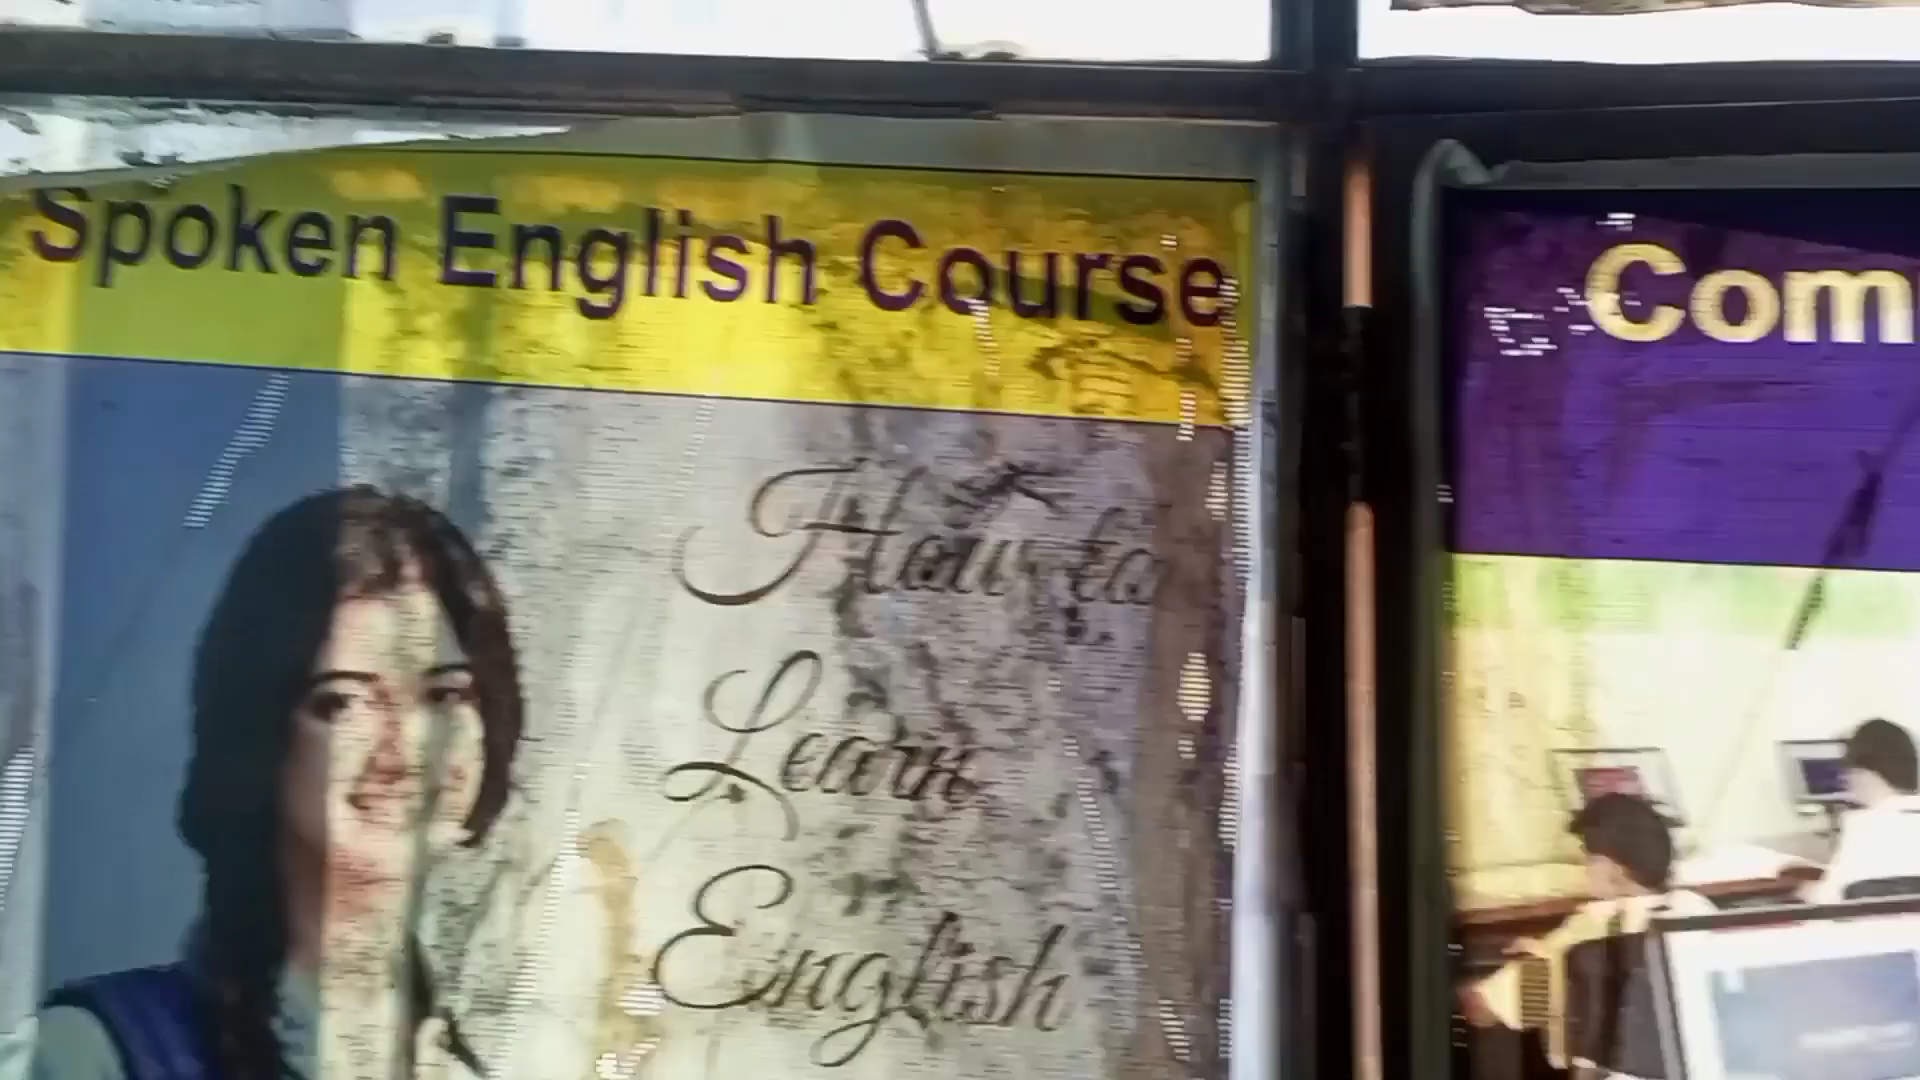 Spoken English Course
How to
Learn
English
Com